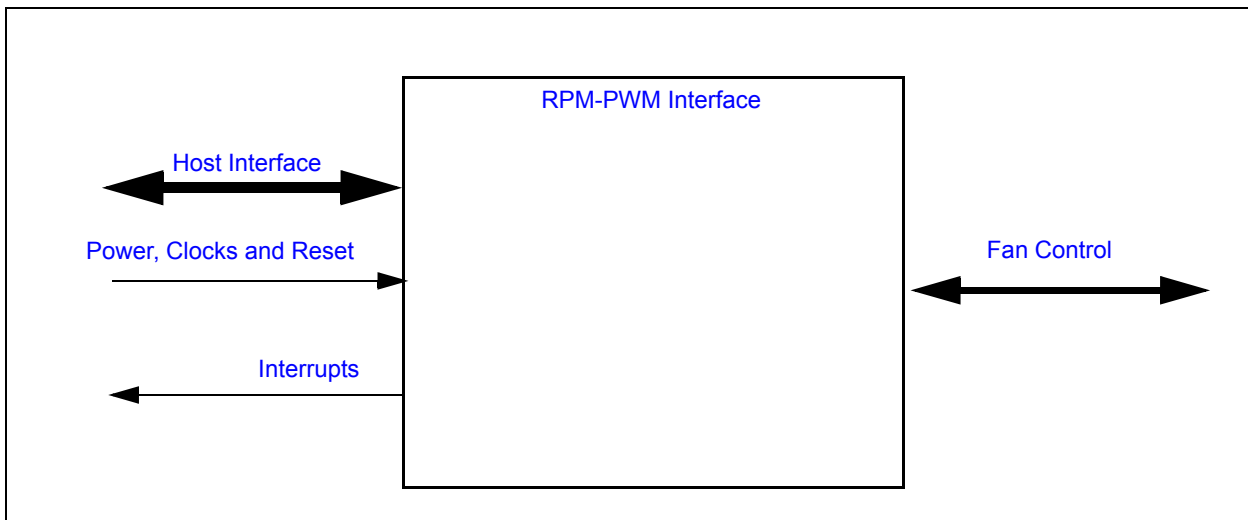 RPM-PWM Interface
Host Interface
Power, Clocks and Reset
Fan Control
Interrupts